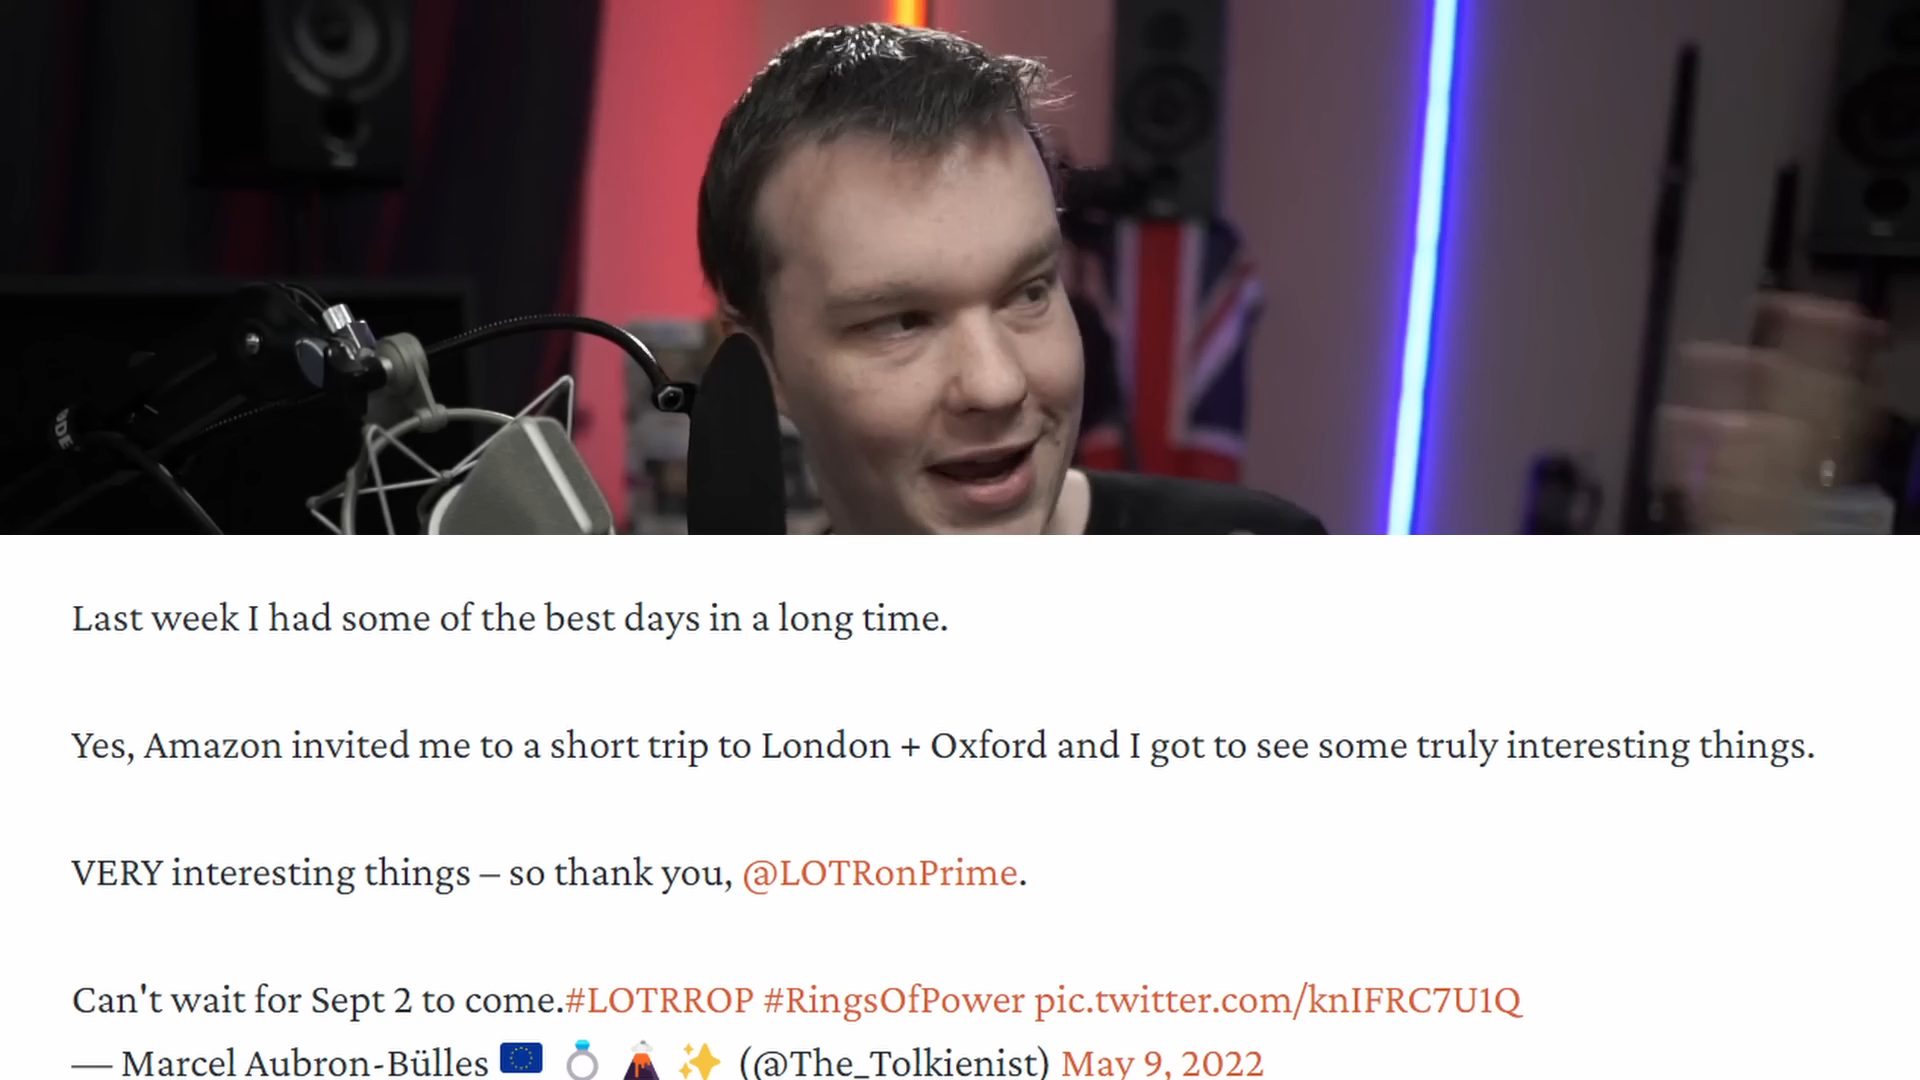 RODE
Last week I had some of the best days in a long time.
Yes, Amazon invited me to a short trip to London + Oxford and I got to see some truly interesting things.
VERY interesting things – so thank you, @LOTRonPrime.
Can't wait for Sept 2 to come.#LOTRROP #RingsOfPower pic.twitter.com/knIFRC7U1Q
— Marcel Aubron-Bülles 🇪🇺 💍 🌋 ✨ (@The_Tolkienist) May 9, 2022